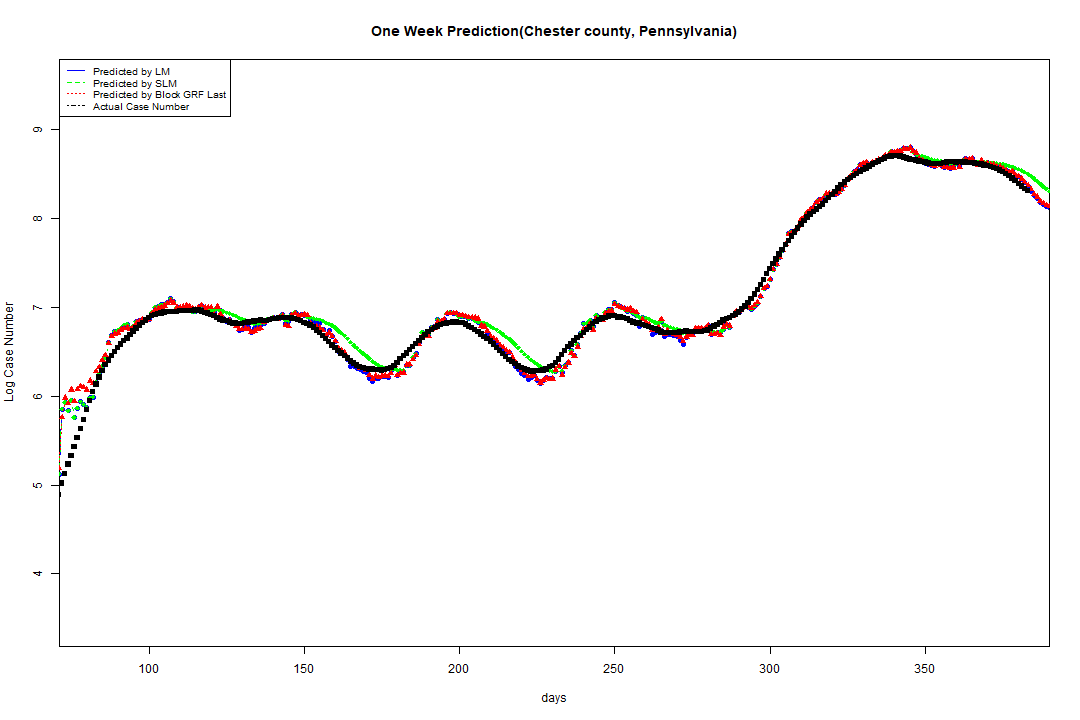 One Week Prediction(Chester county, Pennsylvania)
Predicted by LM
Predicted by SLM
Predicted by Block GRF Last
Actual Case Number
9
8
7
6
5
4
Log Case Number
100 150 200 250 300 350
days